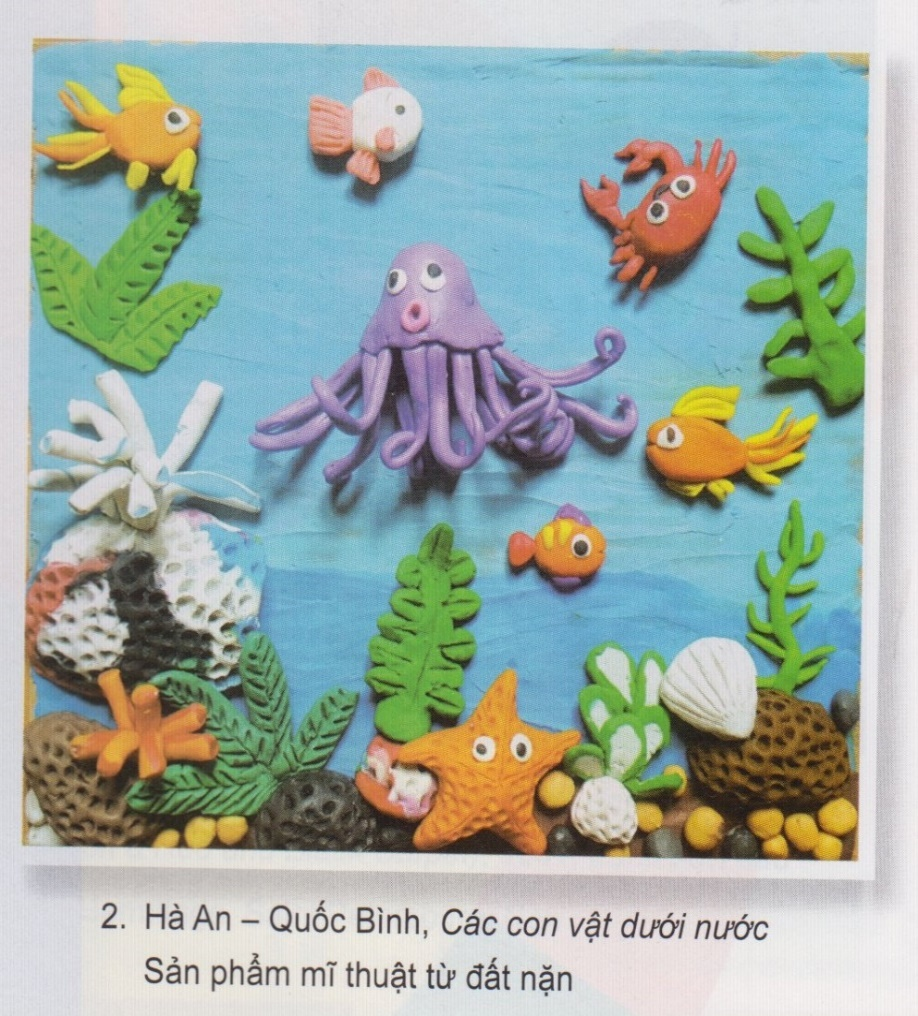 2. Hà An – Quốc Bình, Các con vật dưới nước
Sản phẩm mĩ thuật từ đất nặn